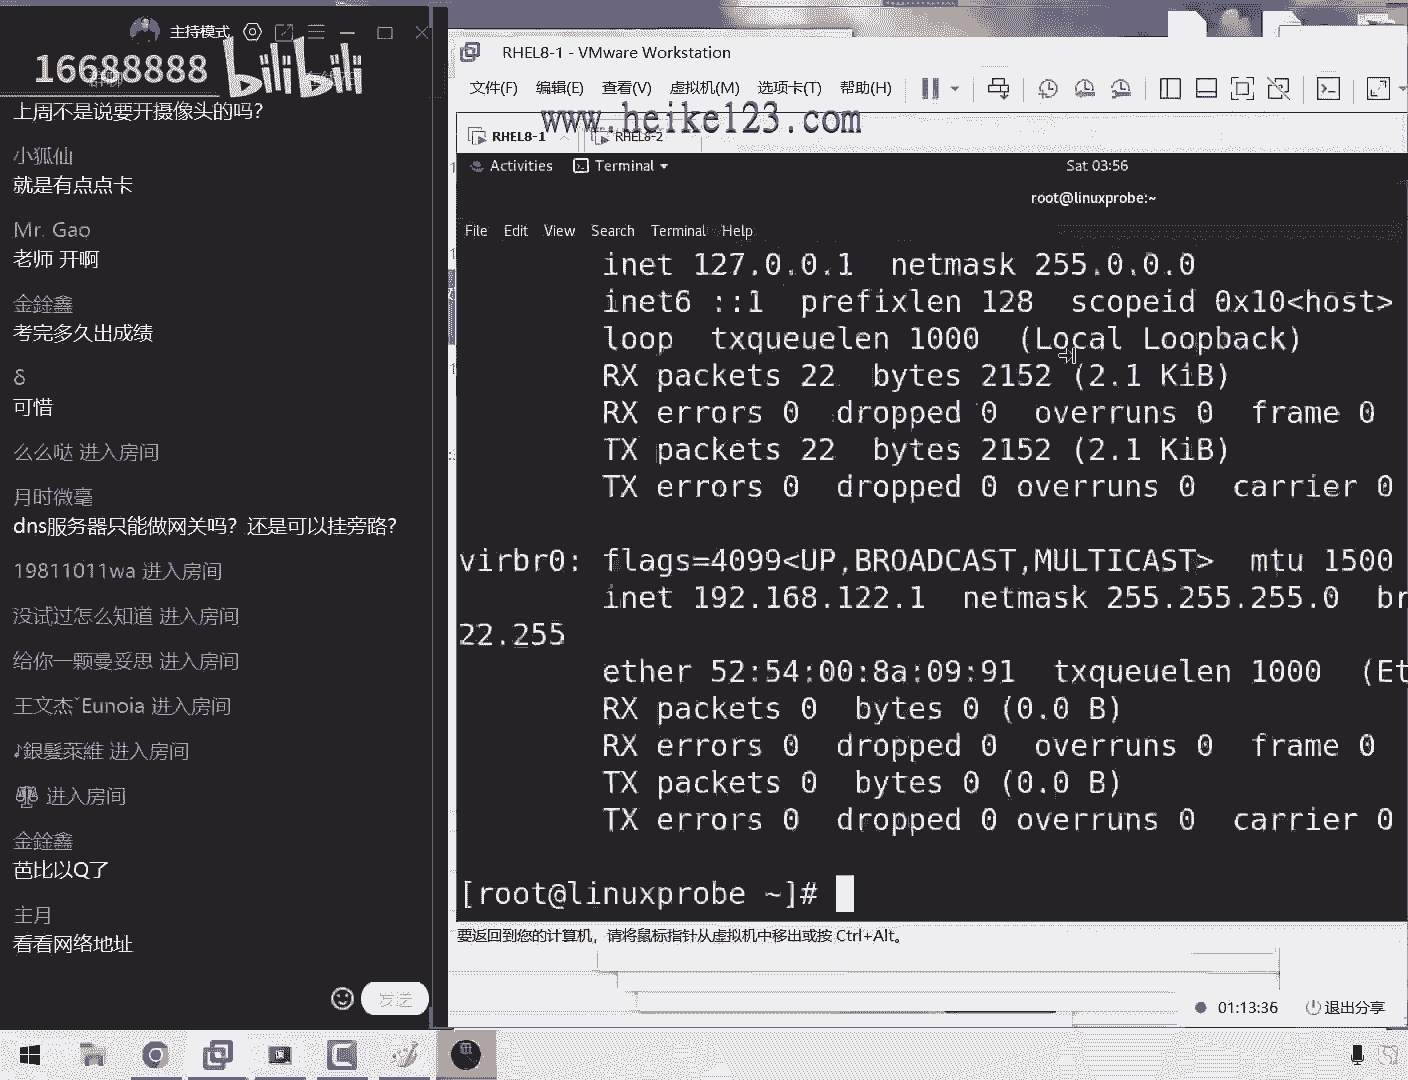 主持模式
16688888
bilibili
上周不是说要开摄像头的吗?
小狐仙
就是有点点卡
Mr. Gao
老师 开啊
金銓鑫
考完多久出成绩
δ
可惜
么么哒 进入房间
月时微毫
dns服务器只能做网关吗？还是可以挂旁路？
19811011wa 进入房间
没试过怎么知道 进入房间
给你一颗曼妥思 进入房间
王文杰ˇEunoia 进入房间
♪銀髮萊維 进入房间
进入房间
金銓鑫
芭比以Q了
主月
看看网络地址
发送
RHEL8-1 - VMware Workstation
文件(F) 编辑(E) 查看(V) 虚拟机(M) 选项卡(T) 帮助(H)
www.heike123.com
RHEL8-1
RHEL8-2
Activities
Terminal
Sat 03:56
root@linuxprobe:~
File Edit View Search Terminal Help
inet 127.0.0.1 netmask 255.0.0.0
inet6 ::1 prefixlen 128 scopeid 0x10<host>
loop txqueuelen 1000 (Local Loopback)
RX packets 22 bytes 2152 (2.1 KiB)
RX errors 0 dropped 0 overruns 0 frame 0
TX packets 22 bytes 2152 (2.1 KiB)
TX errors 0 dropped 0 overruns 0 carrier 0
virbr0: flags=4099<UP,BROADCAST,MULTICAST> mtu 1500
inet 192.168.122.1 netmask 255.255.255.0 br
22.255
ether 52:54:00:8a:09:91 txqueuelen 1000 (Et
RX packets 0 bytes 0 (0.0 B)
RX errors 0 dropped 0 overruns 0 frame 0
TX packets 0 bytes 0 (0.0 B)
TX errors 0 dropped 0 overruns 0 carrier 0
[root@linuxprobe ~]#
要返回到您的计算机，请将鼠标指针从虚拟机中移出或按 Ctrl+Alt。
01:13:36
退出分享